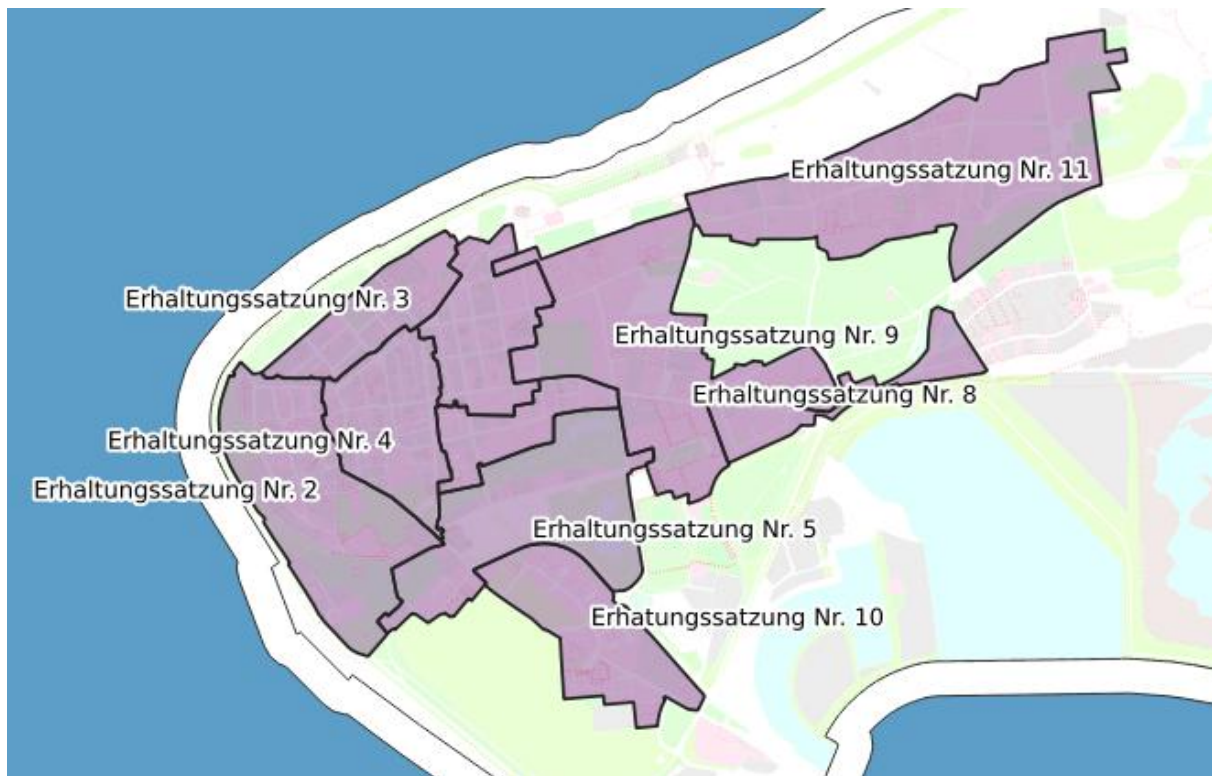 Erhaltungssatzung Nr. 11
Erhaltungssatzung Nr. 3
Erhaltungssatzung Nr. 9
Erhaltungssatzung Nr. 8
Erhaltungssatzung Nr. 4
Erhaltungssatzung Nr. 2
Erhaltungssatzung Nr. 5
Erhatungssatzung Nr. 10